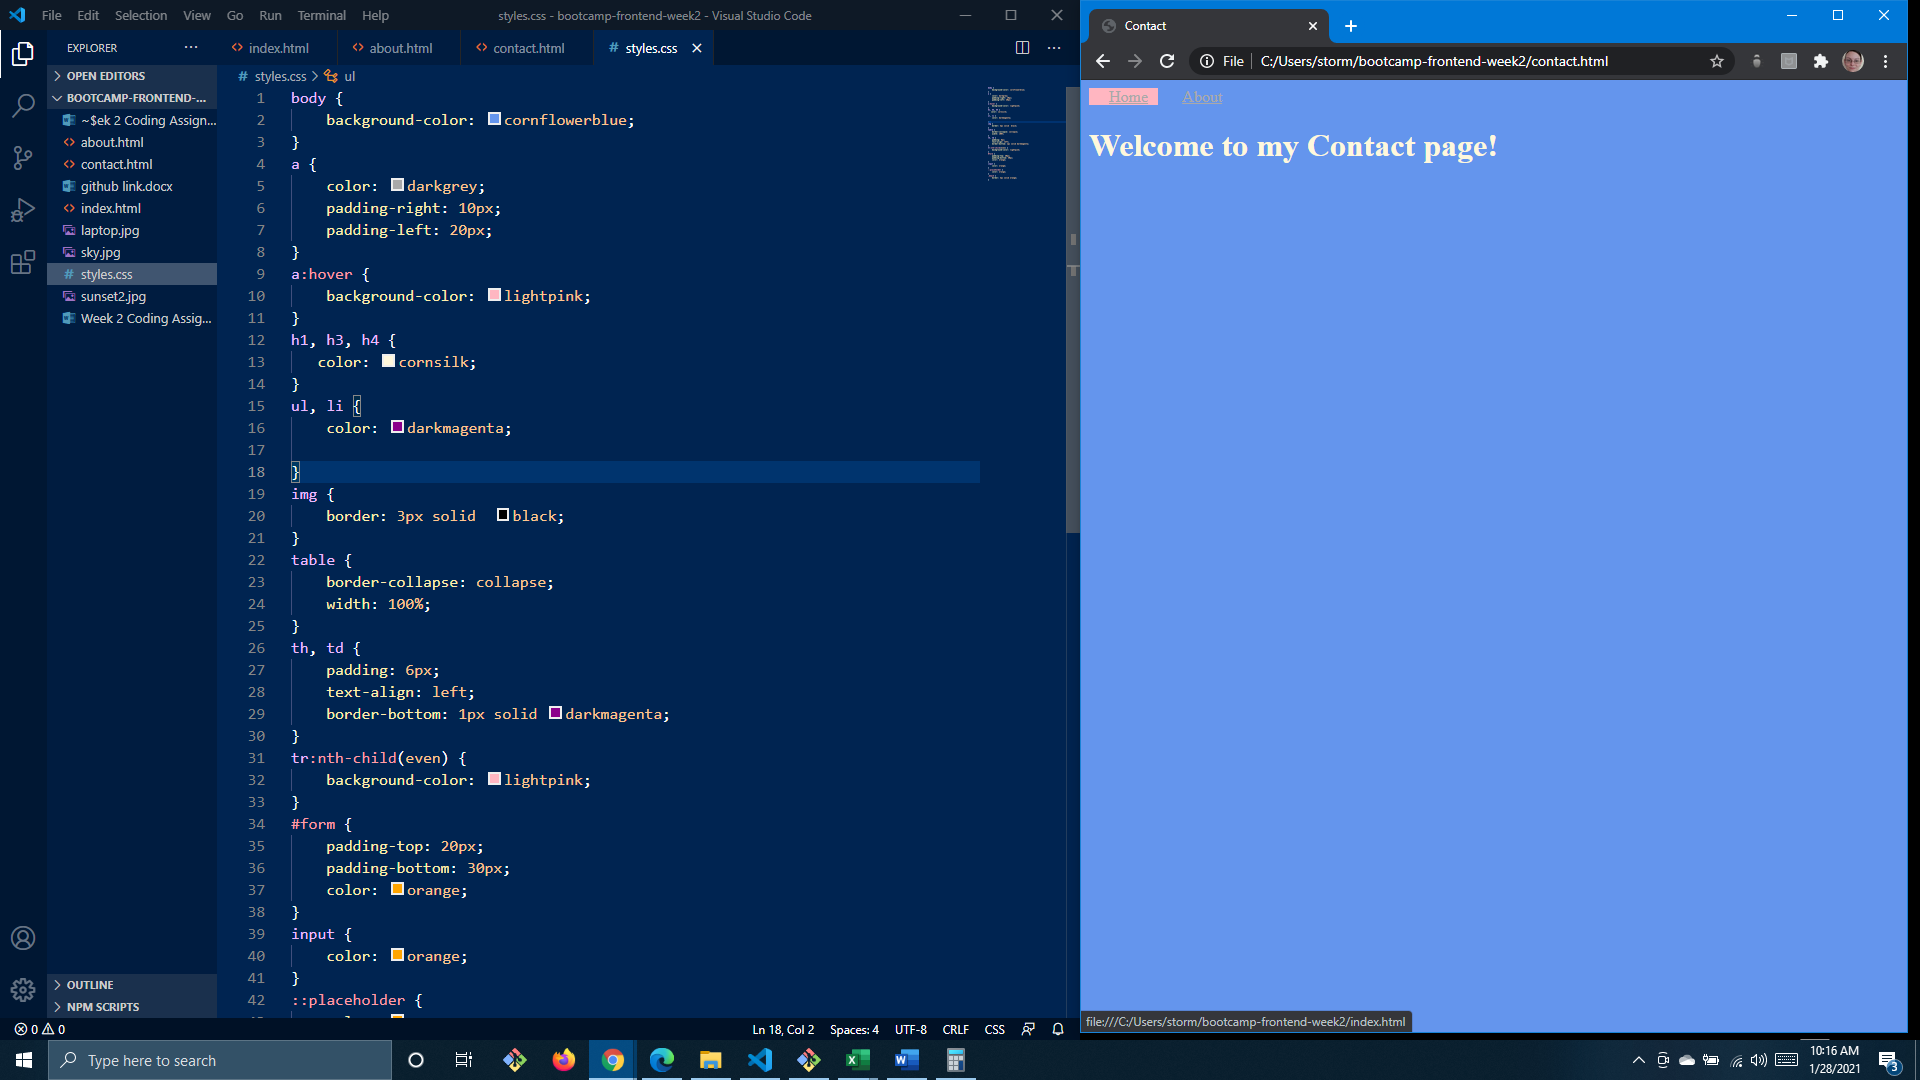 File Edit Selection View Go Run Terminal Help styles.css - bootcamp-frontend-week2 - Visual Studio Code
EXPLORER
index.html
about.html
contact.html
styles.css
OPEN EDITORS
BOOTCAMP-FRONTEND-...
~$ek 2 Coding Assign...
about.html
contact.html
github link.docx
index.html
laptop.jpg
sky.jpg
styles.css
sunset2.jpg
Week 2 Coding Assig...
OUTLINE
NPM SCRIPTS
styles.css > ul
1 body {
2 background-color: cornflowerblue;
3 }
4 a {
5 color: darkgrey;
6 padding-right: 10px;
7 padding-left: 20px;
8 }
9 a:hover {
10 background-color: lightpink;
11 }
12 h1, h3, h4 {
13 color: cornsilk;
14 }
15 ul, li {
16 color: darkmagenta;
17
18 }
19 img {
20 border: 3px solid black;
21 }
22 table {
23 border-collapse: collapse;
24 width: 100%;
25 }
26 th, td {
27 padding: 6px;
28 text-align: left;
29 border-bottom: 1px solid darkmagenta;
30 }
31 tr:nth-child(even) {
32 background-color: lightpink;
33 }
34 #form {
35 padding-top: 20px;
36 padding-bottom: 30px;
37 color: orange;
38 }
39 input {
40 color: orange;
41 }
42 ::placeholder {
0 0
Ln 18, Col 2 Spaces: 4 UTF-8 CRLF CSS
Contact
File C:/Users/storm/bootcamp-frontend-week2/contact.html
Home About
Welcome to my Contact page!
file:///C:/Users/storm/bootcamp-frontend-week2/index.html
Type here to search
10:16 AM
1/28/2021
3